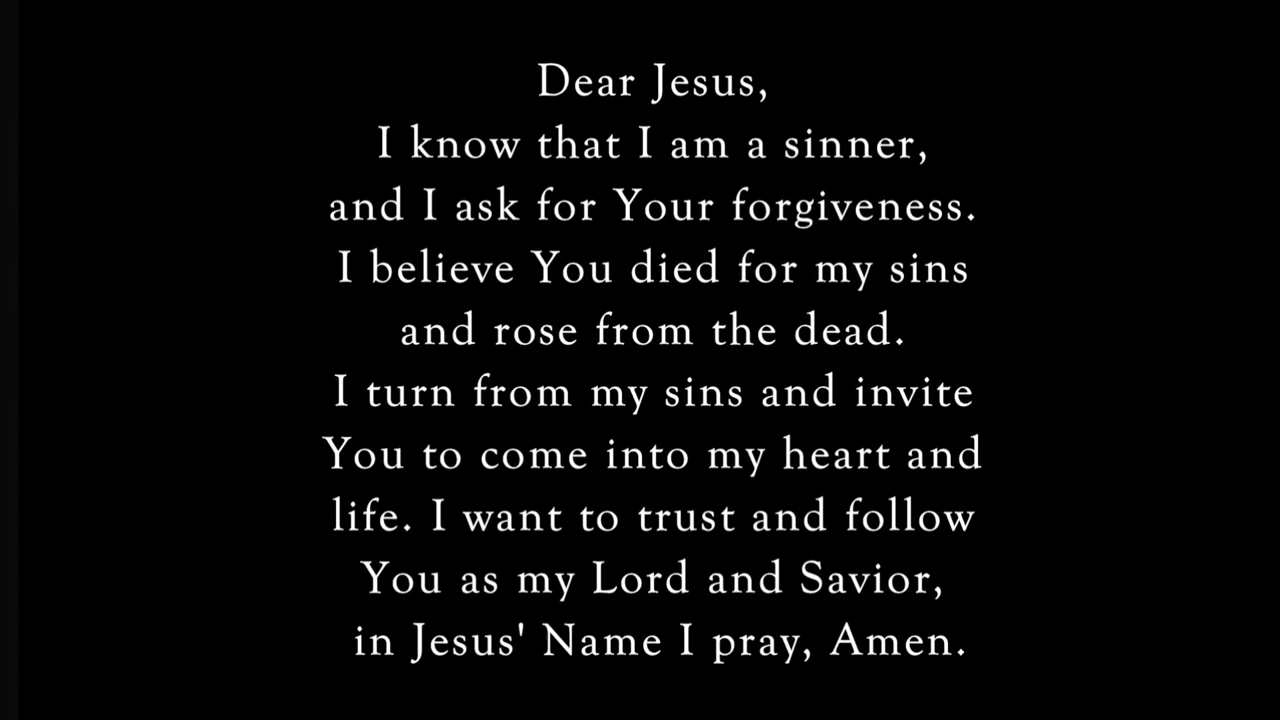 Dear Jesus,
I know that I am a sinner,
and I ask for Your forgiveness.
I believe You died for my sins
and rose from the dead.
I turn from my sins and invite
You to come into my heart and
life. I want to trust and follow
You as my Lord and Savior,
in Jesus' Name I pray, Amen.